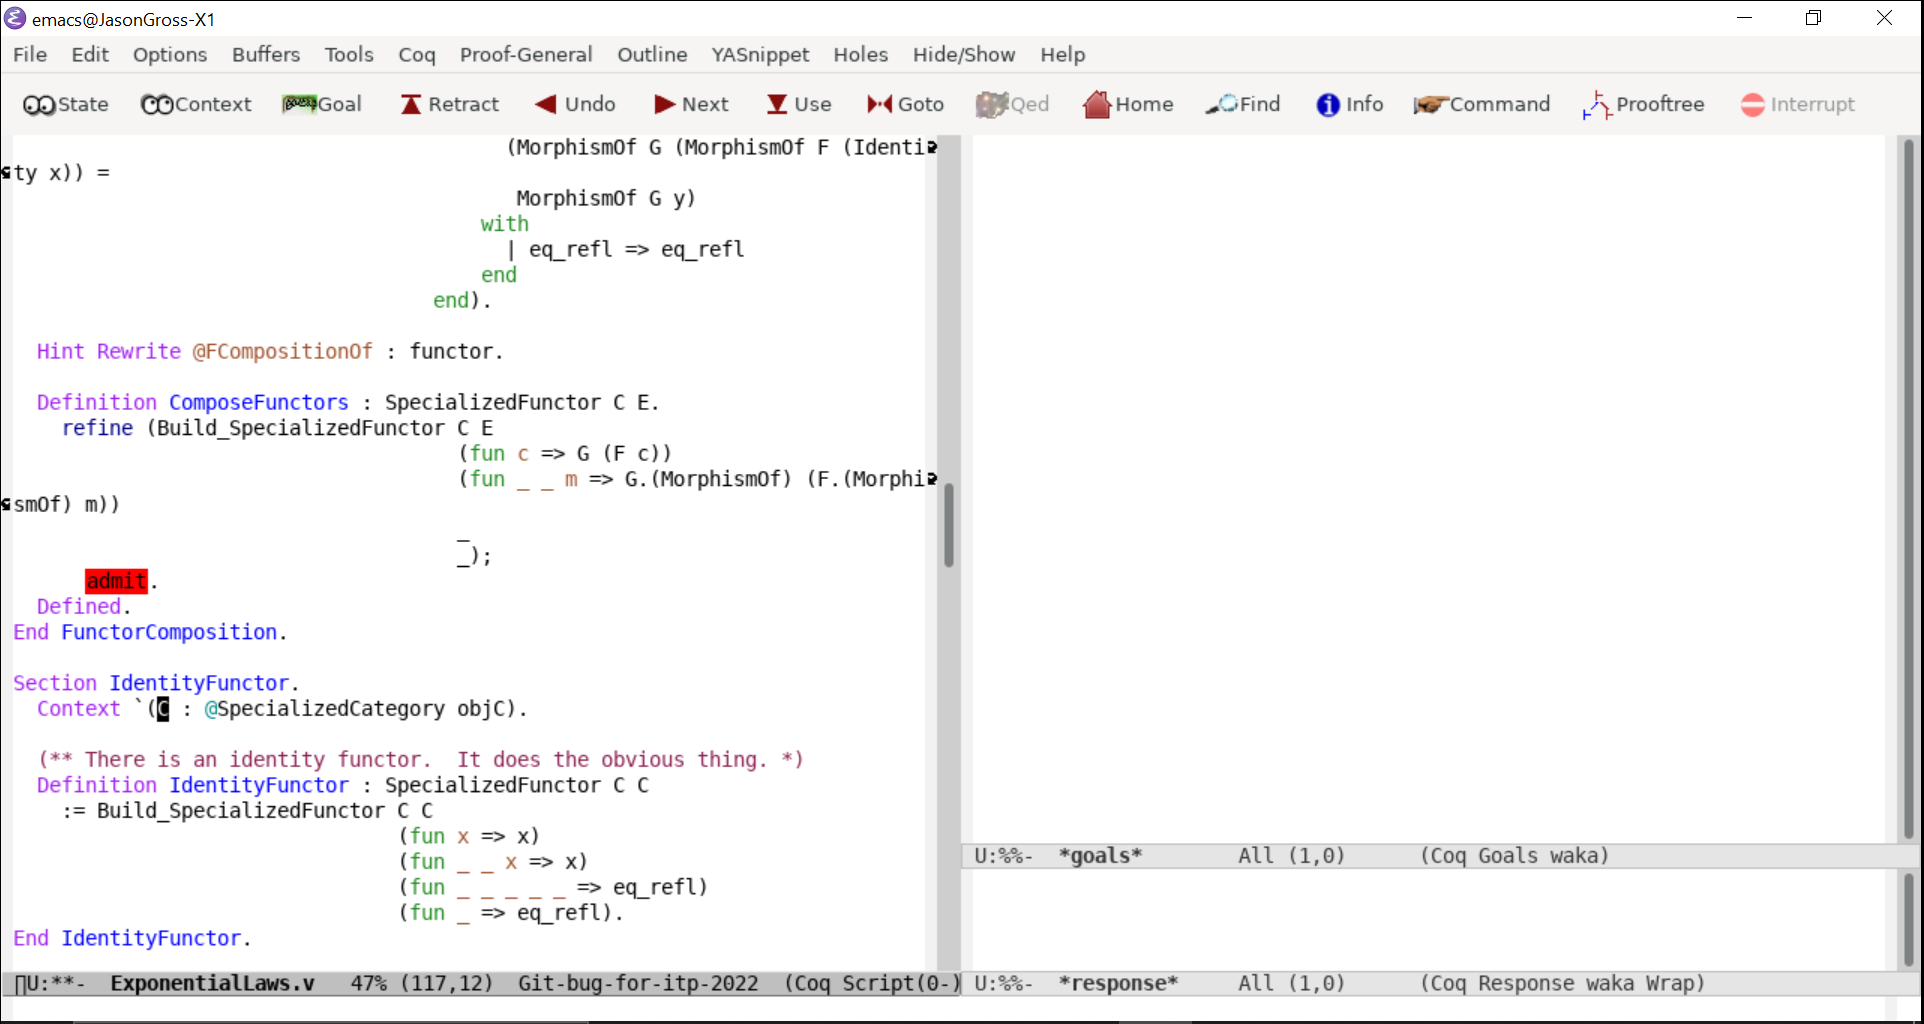 emacs@JasonGross-X1
File Edit Options Buffers Tools Coq Proof-General Outline YASnippet Holes Hide/Show Help
State Context Goal Retract Undo Next Use Goto Qed Home Find Info Command Prooftree Interrupt
(MorphismOf G (MorphismOf F (Identi
ty x)) =
MorphismOf G y)
with
| eq_refl => eq_refl
end
end).
Hint Rewrite @FCompositionOf : functor.
Definition ComposeFunctors : SpecializedFunctor C E.
refine (Build_SpecializedFunctor C E
(fun c => G (F c))
(fun _ _ m => G.(MorphismOf) (F.(Morphi
smOf) m))
_
_);
admit.
Defined.
End FunctorComposition.
Section IdentityFunctor.
Context `(C : @SpecializedCategory objC).
(** There is an identity functor.  It does the obvious thing. *)
Definition IdentityFunctor : SpecializedFunctor C C
:= Build_SpecializedFunctor C C
(fun x => x)
(fun _ _ x => x)
(fun _ _ _ _ _ => eq_refl)
(fun _ => eq_refl).
End IdentityFunctor.
U:**-  ExponentialLaws.v   47% (117,12)  Git-bug-for-itp-2022  (Coq Script(0-)
U:%%-  *goals*        All (1,0)      (Coq Goals waka)
U:%%-  *response*     All (1,0)      (Coq Response waka Wrap)